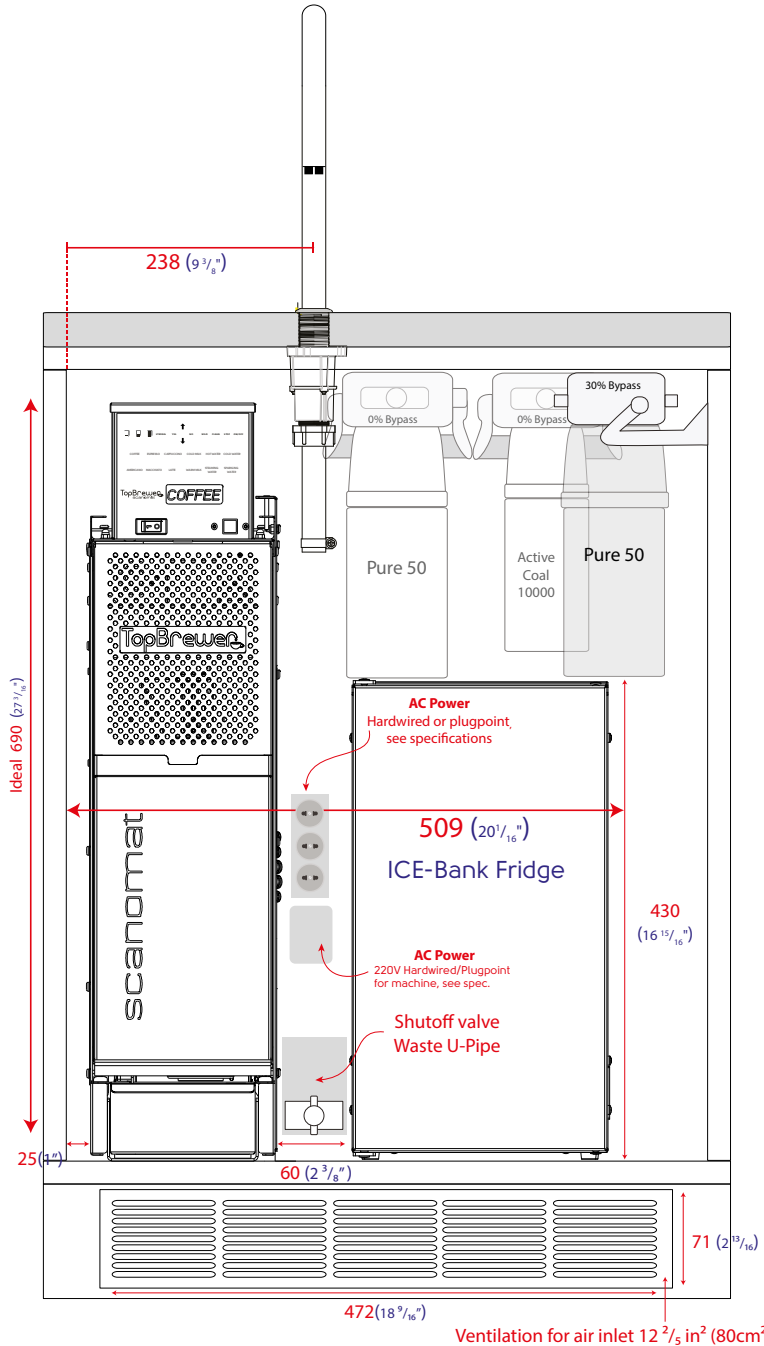 238 (9 3/8")
30% Bypass
0% Bypass
0% Bypass
TopBrewer
COFFEE
Pure 50
Active
Coal
10000
Pure 50
TopBrewer
Ideal 690 (27 3/16")
AC Power
Hardwired or plugpoint,
see specifications
509 (20 1/16")
ICE-Bank Fridge
scanomat
430
(16 15/16")
AC Power
220V Hardwired/Plugpoint
for machine, see spec.
Shutoff valve
Waste U-Pipe
25 (1")
60 (2 3/8")
71 (2 13/16)
472 (18 9/16")
Ventilation for air inlet 12 2/5 in² (80cm²